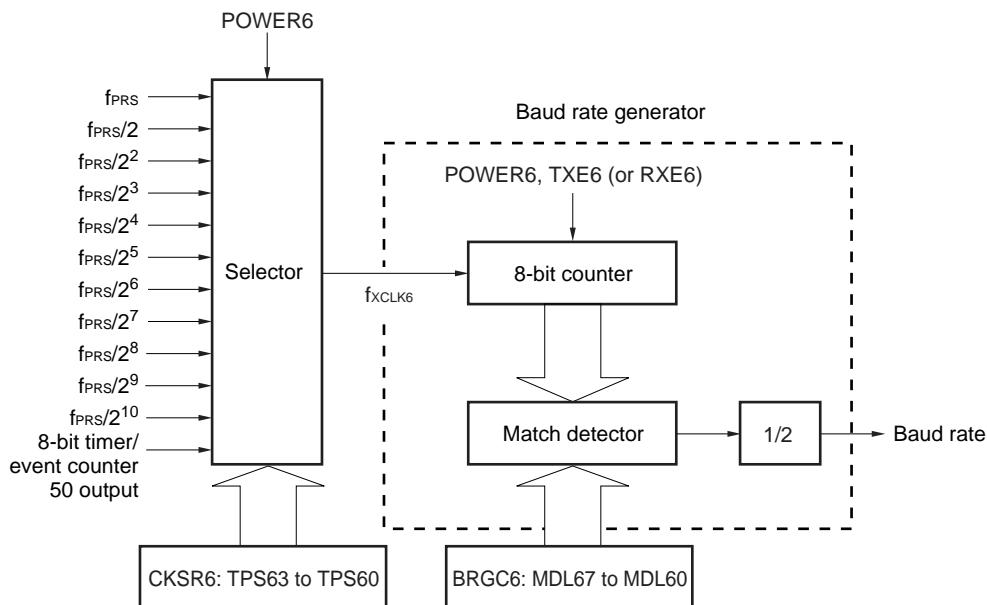 POWER6
fPRS
fPRS/2
fPRS/2²
fPRS/2³
fPRS/2⁴
fPRS/2⁵
fPRS/2⁶
fPRS/2⁷
fPRS/2⁸
fPRS/2⁹
fPRS/2¹⁰
8-bit timer/
event counter
50 output
Selector
fXCLK6
Baud rate generator
POWER6, TXE6 (or RXE6)
8-bit counter
Match detector
1/2
Baud rate
CKSR6: TPS63 to TPS60
BRGC6: MDL67 to MDL60